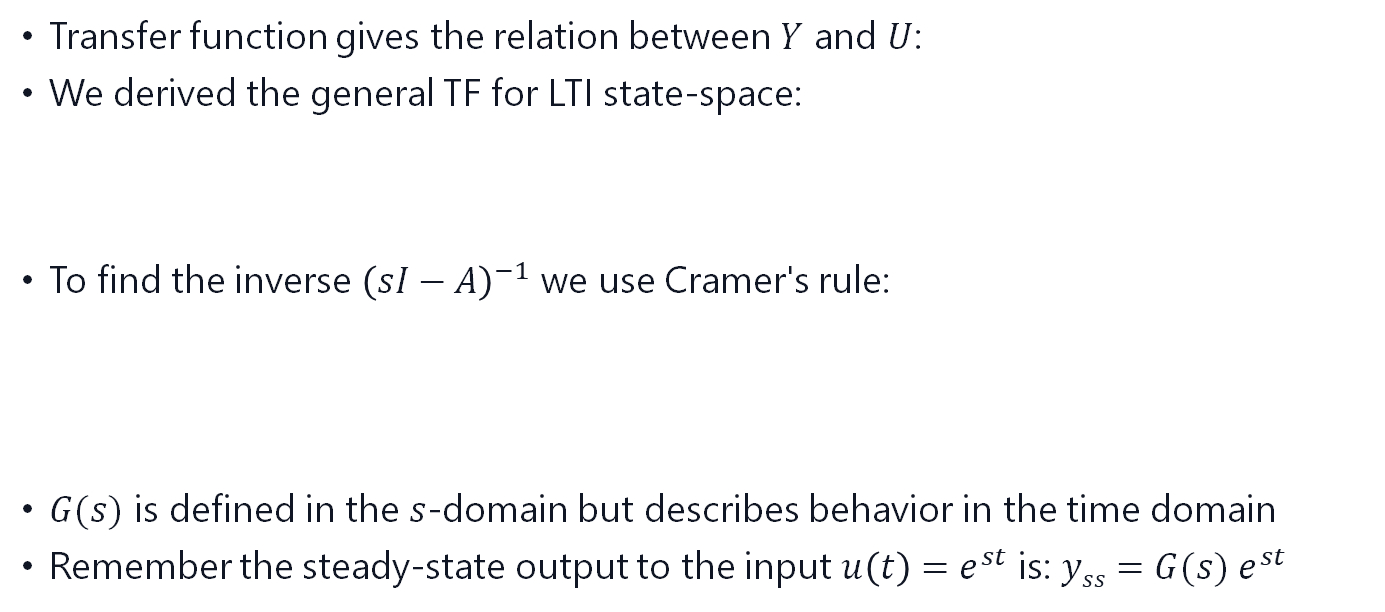 • Transfer function gives the relation between Y and U:
• We derived the general TF for LTI state-space:
• To find the inverse (sI − A)⁻¹ we use Cramer's rule:
• G(s) is defined in the s-domain but describes behavior in the time domain
• Remember the steady-state output to the input u(t) = eˢᵗ is: yₛₛ = G(s) eˢᵗ